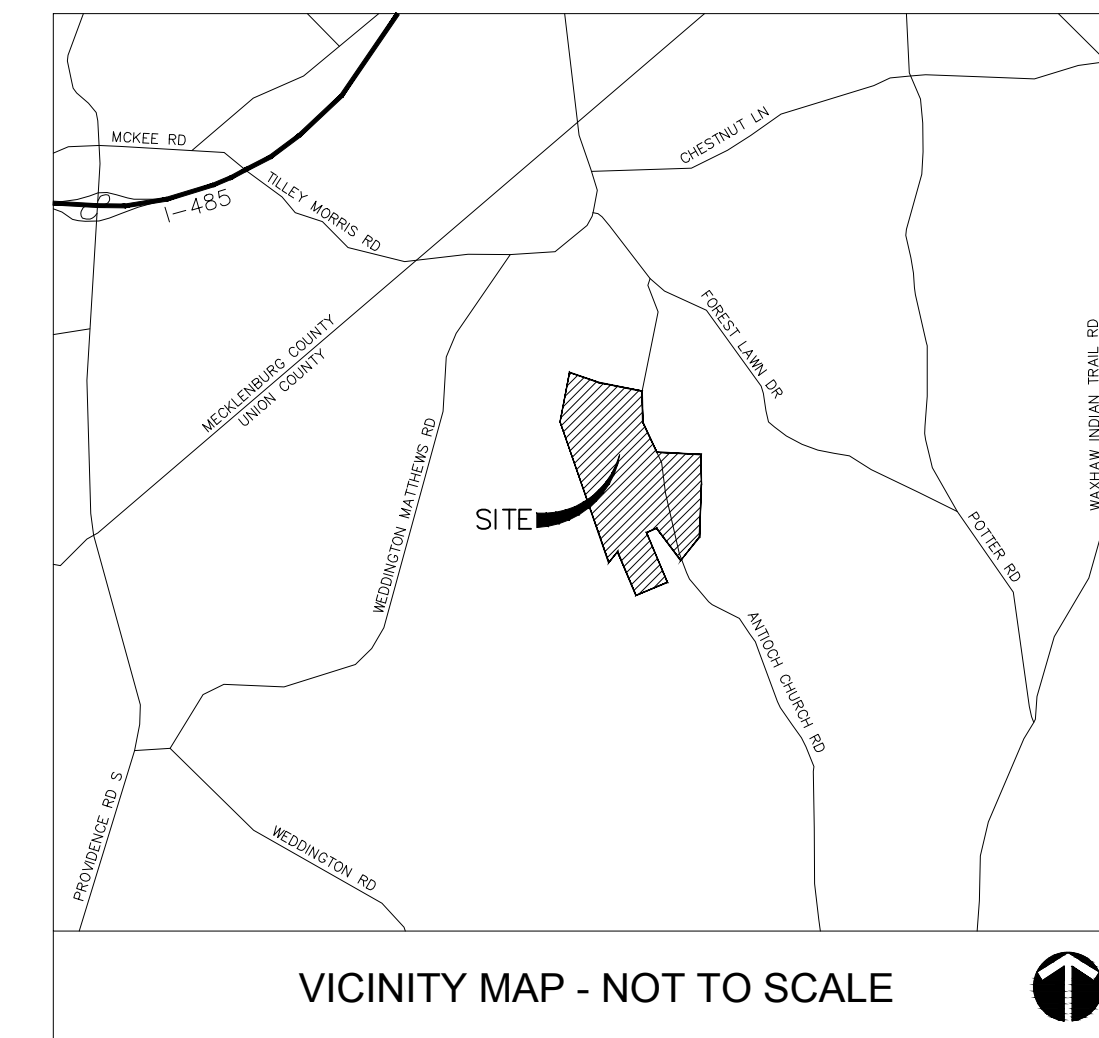 MCKEE RD
CHESTNUT LN
TILLEY MORRIS RD
I-485
FOREST LAWN DR
MECKLENBURG COUNTY
UNION COUNTY
WAXHAW INDIAN TRAIL RD
WEDDINGTON MATTHEWS RD
SITE
POTTER RD
ANTIOCH CHURCH RD
PROVIDENCE RD S
WEDDINGTON RD
VICINITY MAP - NOT TO SCALE